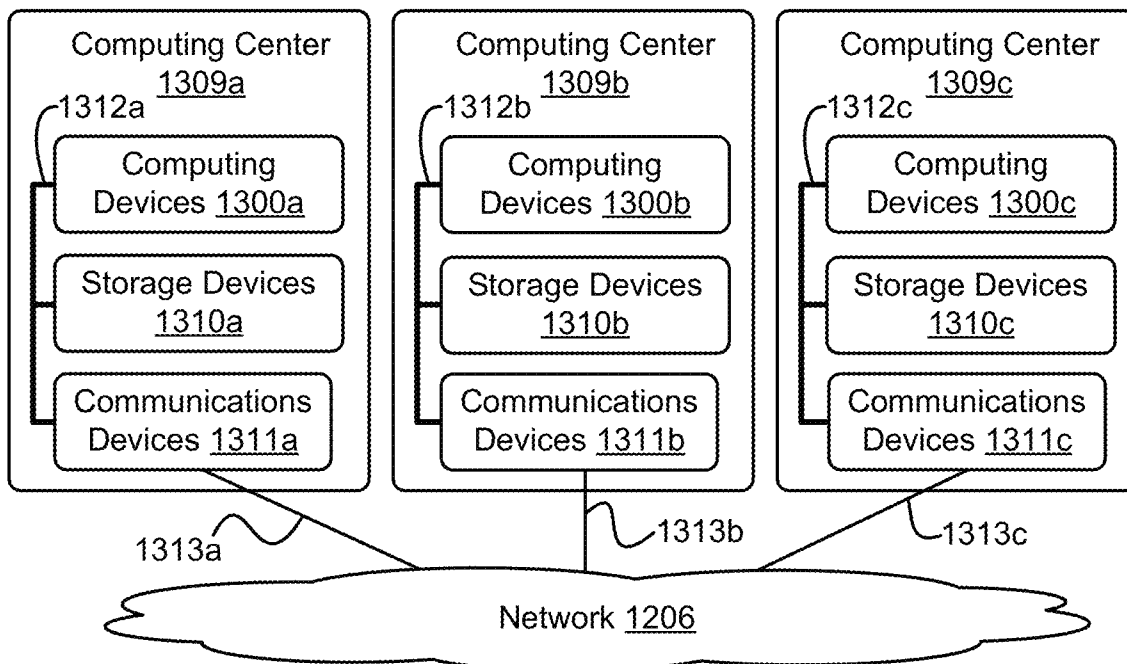 Computing Center
1309a
1312a
Computing
Devices 1300a
Storage Devices
1310a
Communications
Devices 1311a
Computing Center
1309b
1312b
Computing
Devices 1300b
Storage Devices
1310b
Communications
Devices 1311b
Computing Center
1309c
1312c
Computing
Devices 1300c
Storage Devices
1310c
Communications
Devices 1311c
1313a
1313b
1313c
Network 1206